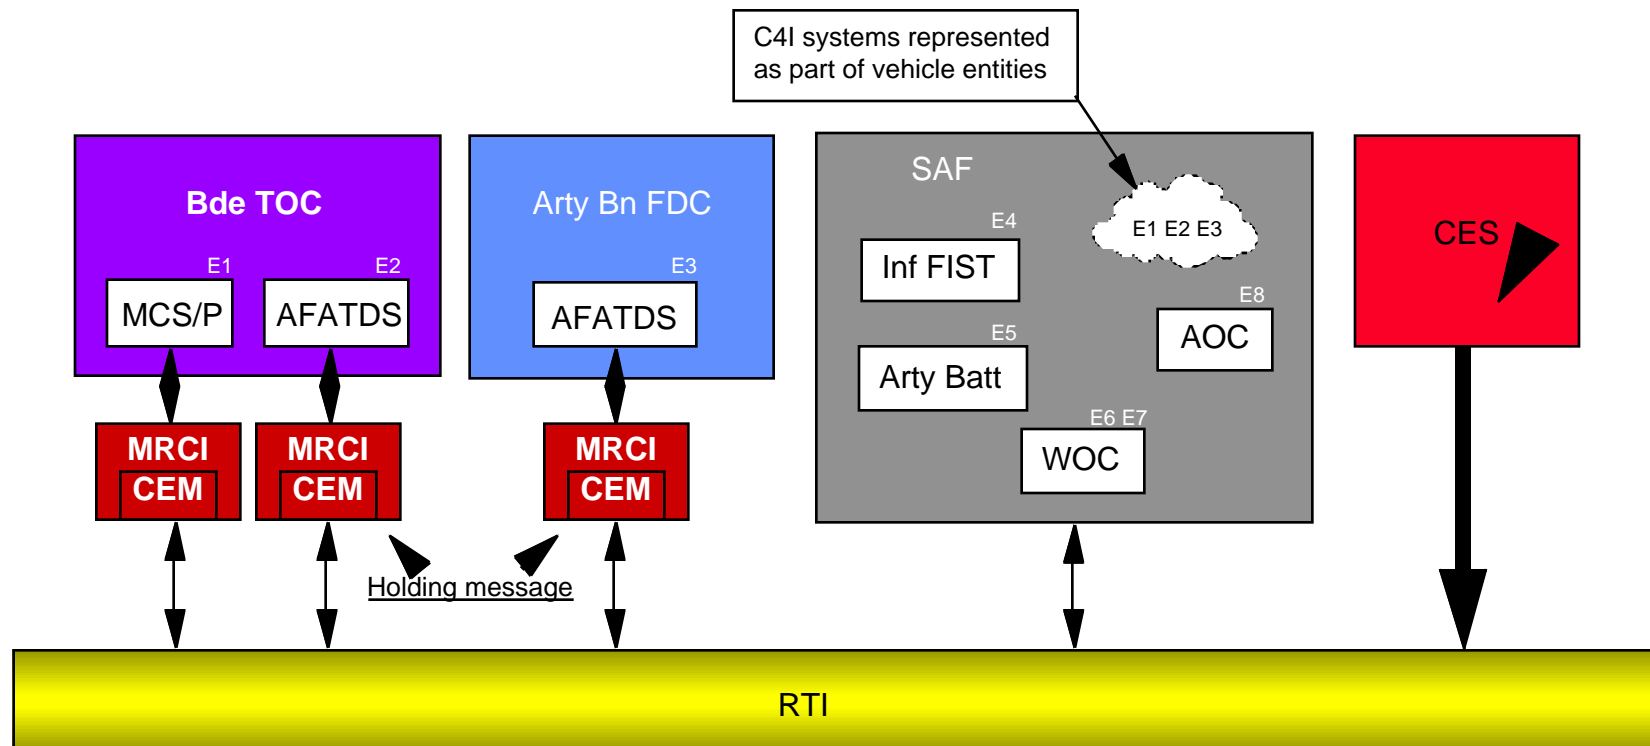 C4I systems represented
as part of vehicle entities
Bde TOC
E1
MCS/P
E2
AFATDS
MRCI
CEM
MRCI
CEM
Arty Bn FDC
E3
AFATDS
MRCI
CEM
Holding message
SAF
E1 E2 E3
E4
Inf FIST
E8
AOC
E5
Arty Batt
E6 E7
WOC
CES
RTI